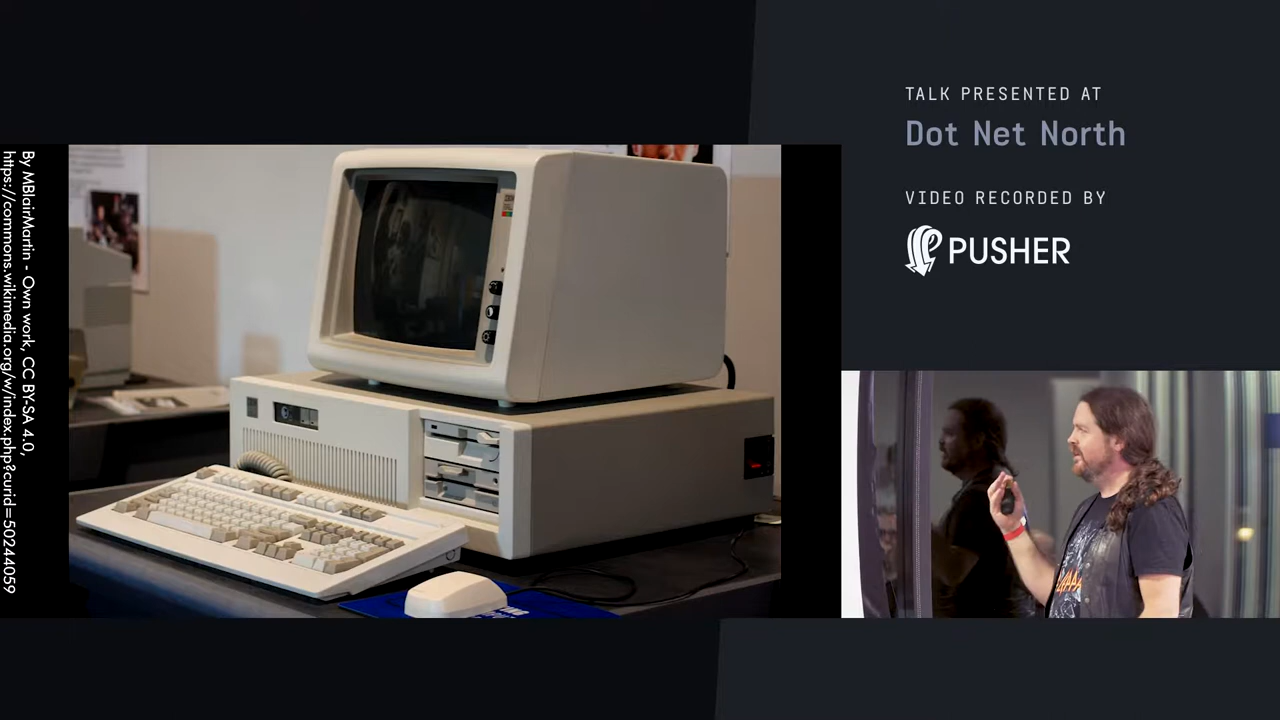 TALK PRESENTED AT
Dot Net North
VIDEO RECORDED BY
PUSHER
By MBlairMartin - Own work, CC BY-SA 4.0,
https://commons.wikimedia.org/w/index.php?curid=50244059